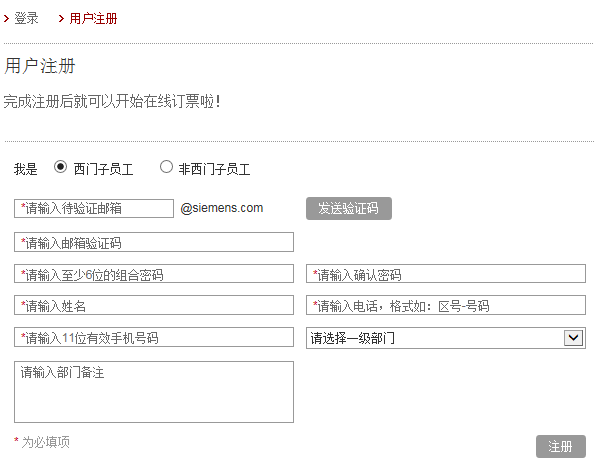 登录 用户注册
用户注册
完成注册后就可以开始在线订票啦！
我是 西门子员工 非西门子员工
*请输入待验证邮箱 @siemens.com 发送验证码
*请输入邮箱验证码
*请输入至少6位的组合密码 *请输入确认密码
*请输入姓名 *请输入电话，格式如：区号-号码
*请输入11位有效手机号码 请选择一级部门
请输入部门备注
* 为必填项 注册